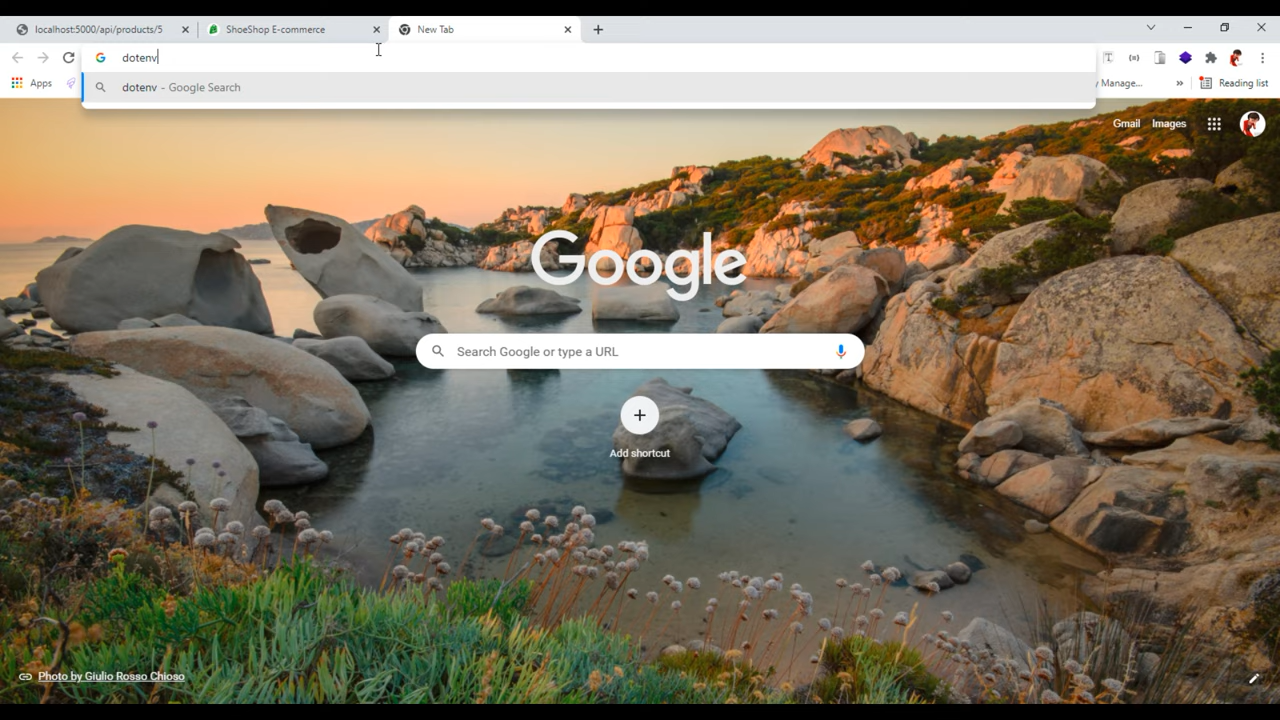 localhost:5000/api/products/5
ShoeShop E-commerce
New Tab
dotenv
Apps
Manage...
Reading list
dotenv - Google Search
Gmail
Images
Google
Search Google or type a URL
Add shortcut
Photo by Giulio Rosso Chioso